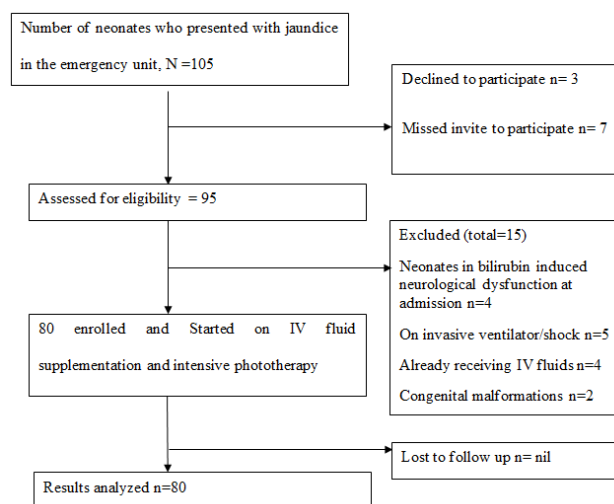 Number of neonates who presented with jaundice
in the emergency unit, N =105
Declined to participate n= 3
Missed invite to participate n= 7
Assessed for eligibility = 95
Excluded (total=15)
Neonates in bilirubin induced
neurological dysfunction at
admission n=4
On invasive ventilator/shock n=5
Already receiving IV fluids n=4
Congenital malformations n=2
80 enrolled and Started on IV fluid
supplementation and intensive phototherapy
Lost to follow up n= nil
Results analyzed n=80